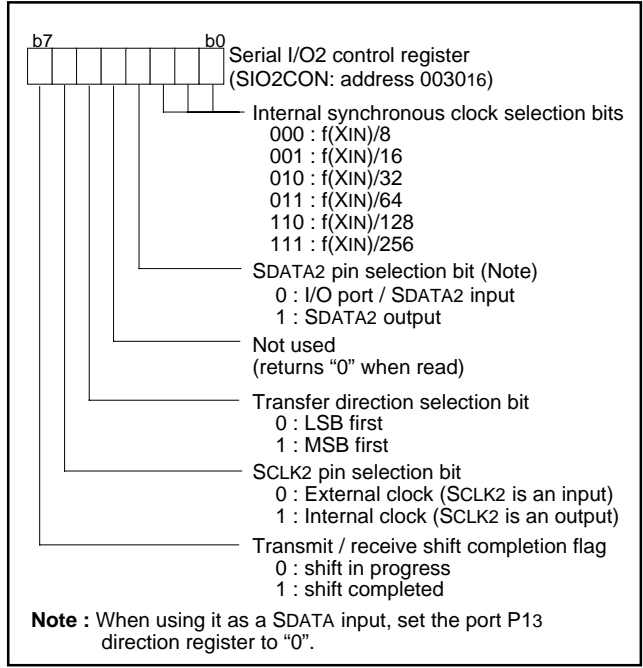 b7 b0
Serial I/O2 control register
(SIO2CON: address 003016)
Internal synchronous clock selection bits
000 : f(XIN)/8
001 : f(XIN)/16
010 : f(XIN)/32
011 : f(XIN)/64
110 : f(XIN)/128
111 : f(XIN)/256
SDATA2 pin selection bit (Note)
0 : I/O port / SDATA2 input
1 : SDATA2 output
Not used
(returns “0” when read)
Transfer direction selection bit
0 : LSB first
1 : MSB first
SCLK2 pin selection bit
0 : External clock (SCLK2 is an input)
1 : Internal clock (SCLK2 is an output)
Transmit / receive shift completion flag
0 : shift in progress
1 : shift completed
Note : When using it as a SDATA input, set the port P13
direction register to “0”.